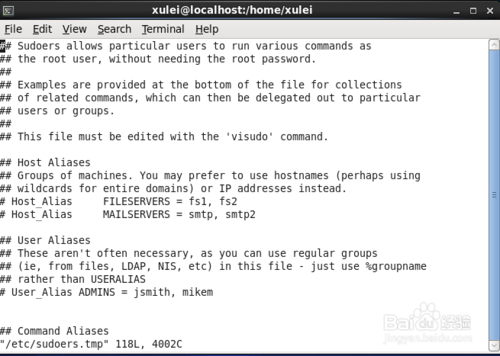 xulei@localhost:/home/xulei
File Edit View Search Terminal Help
## Sudoers allows particular users to run various commands as
## the root user, without needing the root password.
##
## Examples are provided at the bottom of the file for collections
## of related commands, which can then be delegated out to particular
## users or groups.
##
## This file must be edited with the 'visudo' command.
## Host Aliases
## Groups of machines. You may prefer to use hostnames (perhaps using
## wildcards for entire domains) or IP addresses instead.
# Host_Alias     FILESERVERS = fs1, fs2
# Host_Alias     MAILSERVERS = smtp, smtp2
## User Aliases
## These aren't often necessary, as you can use regular groups
## (ie, from files, LDAP, NIS, etc) in this file - just use %groupname
## rather than USERALIAS
# User_Alias ADMINS = jsmith, mikem
## Command Aliases
"/etc/sudoers.tmp" 118L, 4002C
Baidu 经验
jingyan.baidu.com